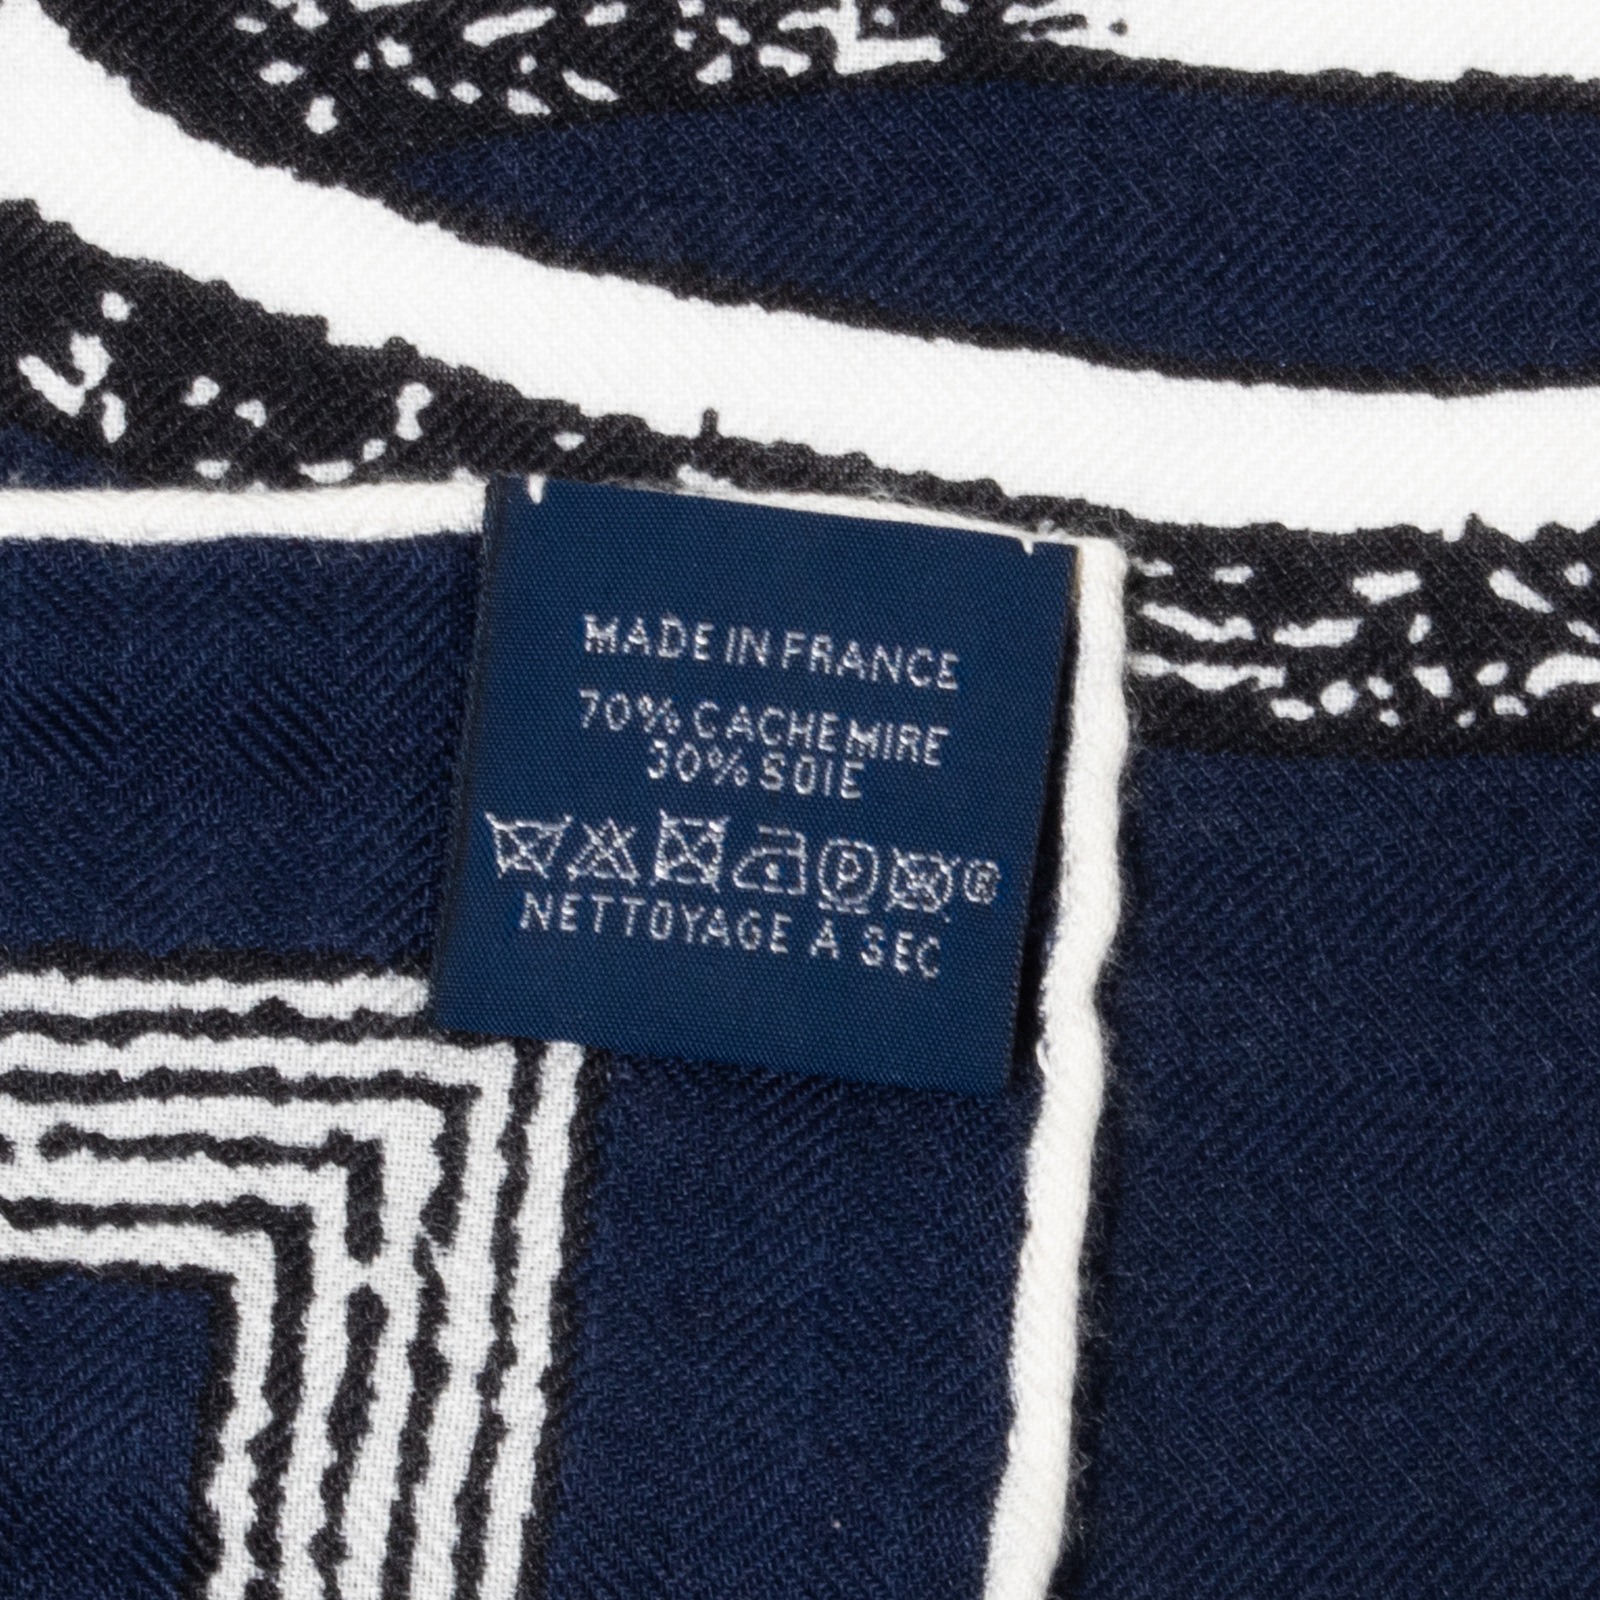 MADE IN FRANCE
70% CACHEMIRE
30% SOIE
P ®
NETTOYAGE À SEC